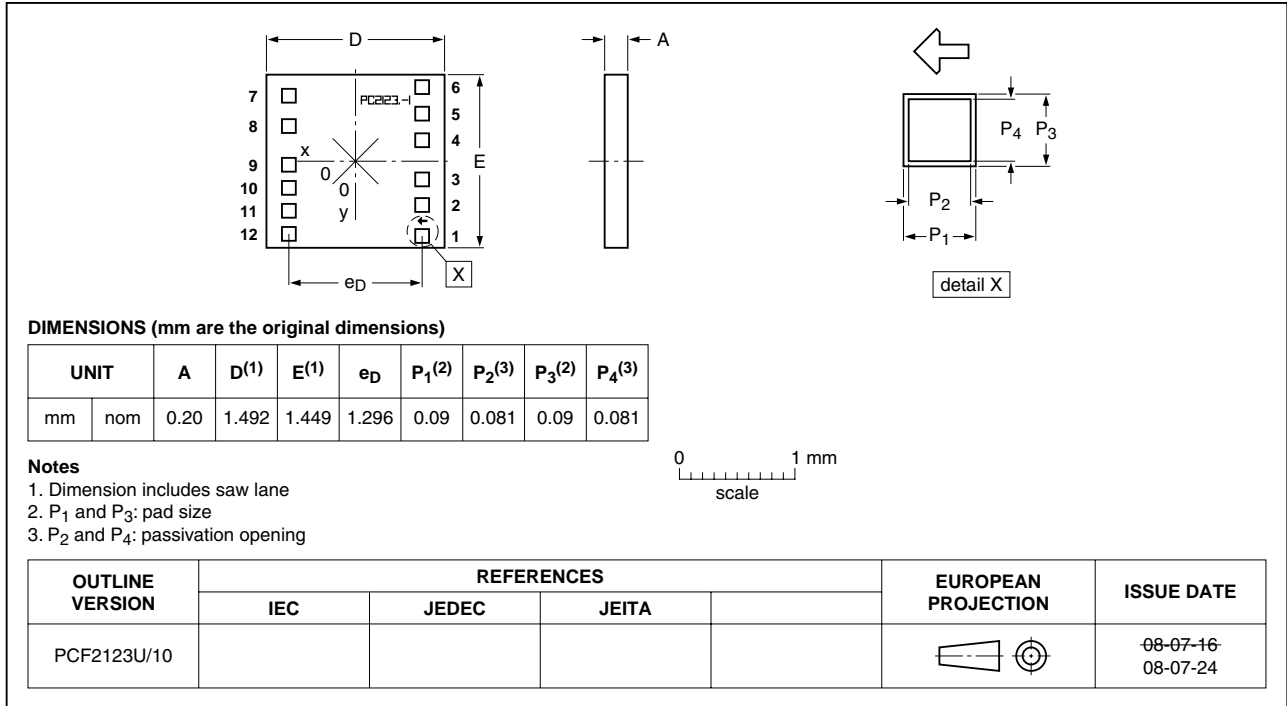 D
A
7
8
9
10
11
12
PC2123.-1
6
5
4
3
2
1
x
0
0
y
E
eD
X
P4 P3
P2
P1
detail X
DIMENSIONS (mm are the original dimensions)
UNIT A D(1) E(1) eD P1(2) P2(3) P3(2) P4(3)
mm nom 0.20 1.492 1.449 1.296 0.09 0.081 0.09 0.081
Notes
1. Dimension includes saw lane
2. P1 and P3: pad size
3. P2 and P4: passivation opening
0 1 mm
scale
OUTLINE VERSION
REFERENCES
IEC JEDEC JEITA
EUROPEAN PROJECTION
ISSUE DATE
PCF2123U/10
08-07-16
08-07-24